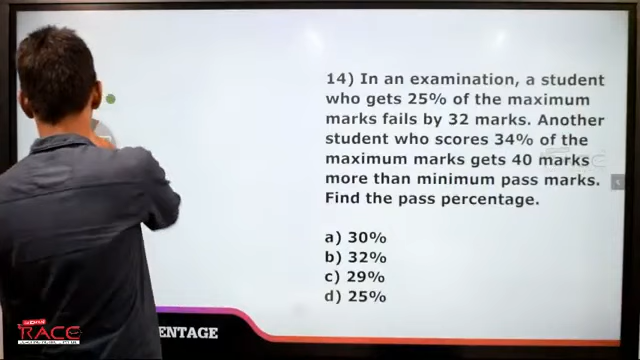 14) In an examination, a student
who gets 25% of the maximum
marks fails by 32 marks. Another
student who scores 34% of the
maximum marks gets 40 marks
more than minimum pass marks.
Find the pass percentage.
a) 30%
b) 32%
c) 29%
d) 25%
RACE
ENTAGE